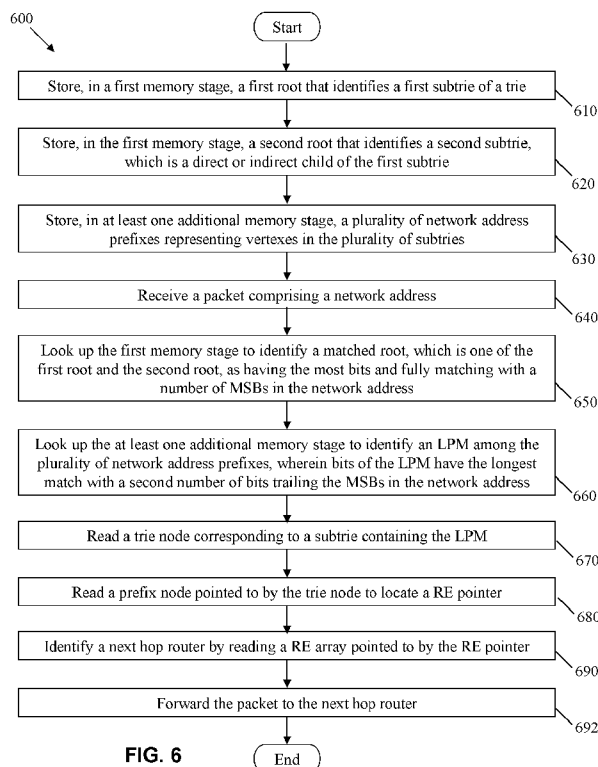 600
Start
Store, in a first memory stage, a first root that identifies a first subtrie of a trie
610
Store, in the first memory stage, a second root that identifies a second subtrie,
which is a direct or indirect child of the first subtrie
620
Store, in at least one additional memory stage, a plurality of network address
prefixes representing vertexes in the plurality of subtries
630
Receive a packet comprising a network address
640
Look up the first memory stage to identify a matched root, which is one of the
first root and the second root, as having the most bits and fully matching with a
number of MSBs in the network address
650
Look up the at least one additional memory stage to identify an LPM among the
plurality of network address prefixes, wherein bits of the LPM have the longest
match with a second number of bits trailing the MSBs in the network address
660
Read a trie node corresponding to a subtrie containing the LPM
670
Read a prefix node pointed to by the trie node to locate a RE pointer
680
Identify a next hop router by reading a RE array pointed to by the RE pointer
690
Forward the packet to the next hop router
692
FIG. 6
End